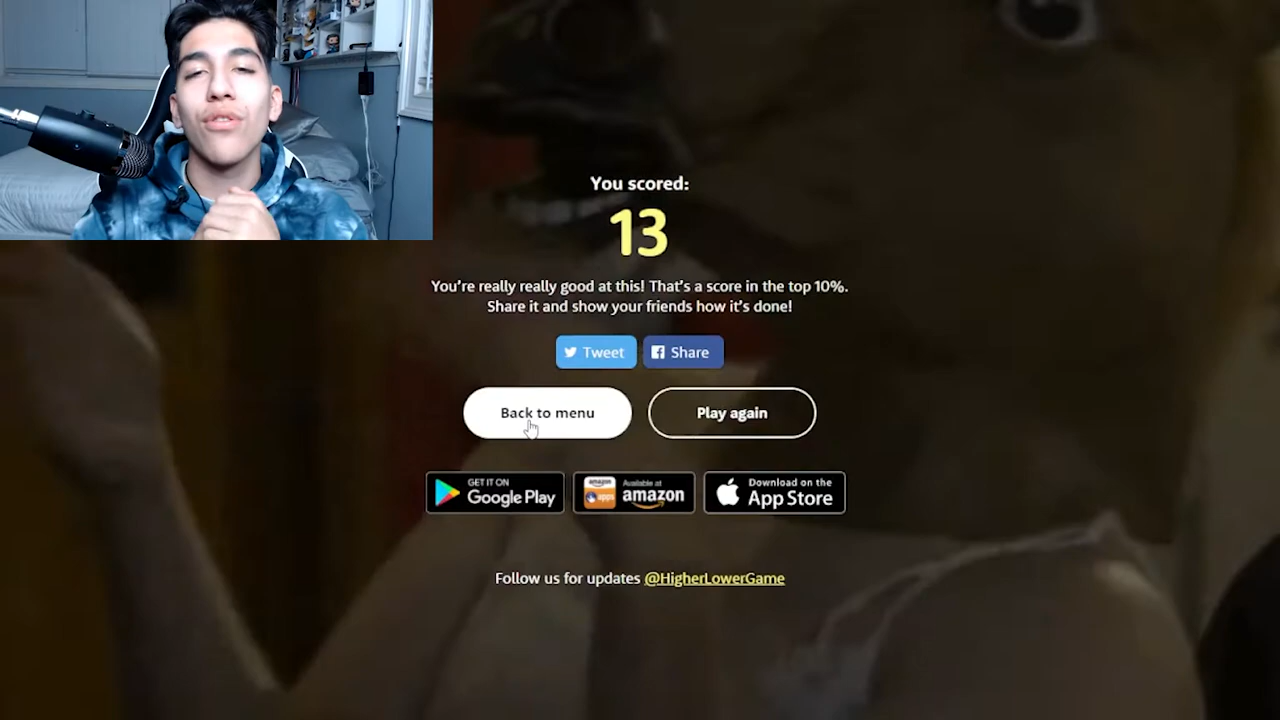 You scored:
13
You're really really good at this! That's a score in the top 10%.
Share it and show your friends how it's done!
Tweet
Share
Back to menu
Play again
GET IT ON
Google Play
amazon
apps
Available at
amazon
Download on the
App Store
Follow us for updates @HigherLowerGame